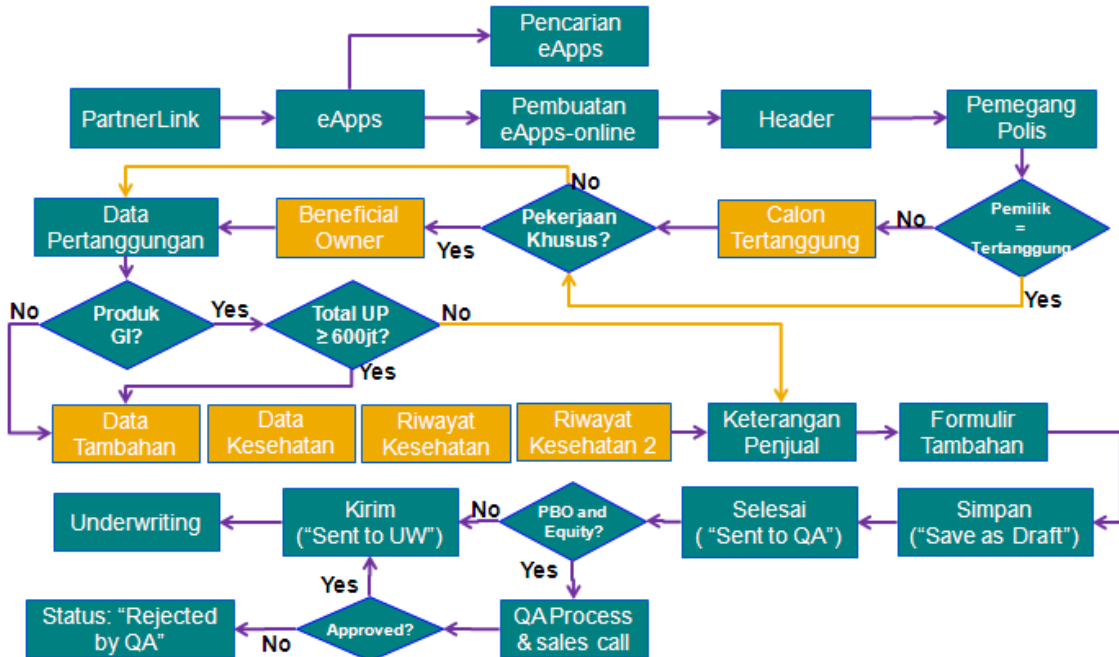 Pencarian
eApps
PartnerLink
eApps
Pembuatan
eApps-online
Header
Pemegang
Polis
No
Data
Pertanggungan
Beneficial
Owner
Yes
Pekerjaan
Khusus?
Calon
Tertanggung
No
Pemilik
=
Tertanggung
Yes
No
Produk
GI?
Yes
Total UP
≥ 600jt?
No
Yes
Data
Tambahan
Data
Kesehatan
Riwayat
Kesehatan
Riwayat
Kesehatan 2
Keterangan
Penjual
Formulir
Tambahan
Underwriting
Kirim
(“Sent to UW”)
No
PBO and
Equity?
Selesai
( “Sent to QA”)
Simpan
(“Save as Draft”)
Yes
Yes
Status: “Rejected
by QA”
No
Approved?
QA Process
& sales call